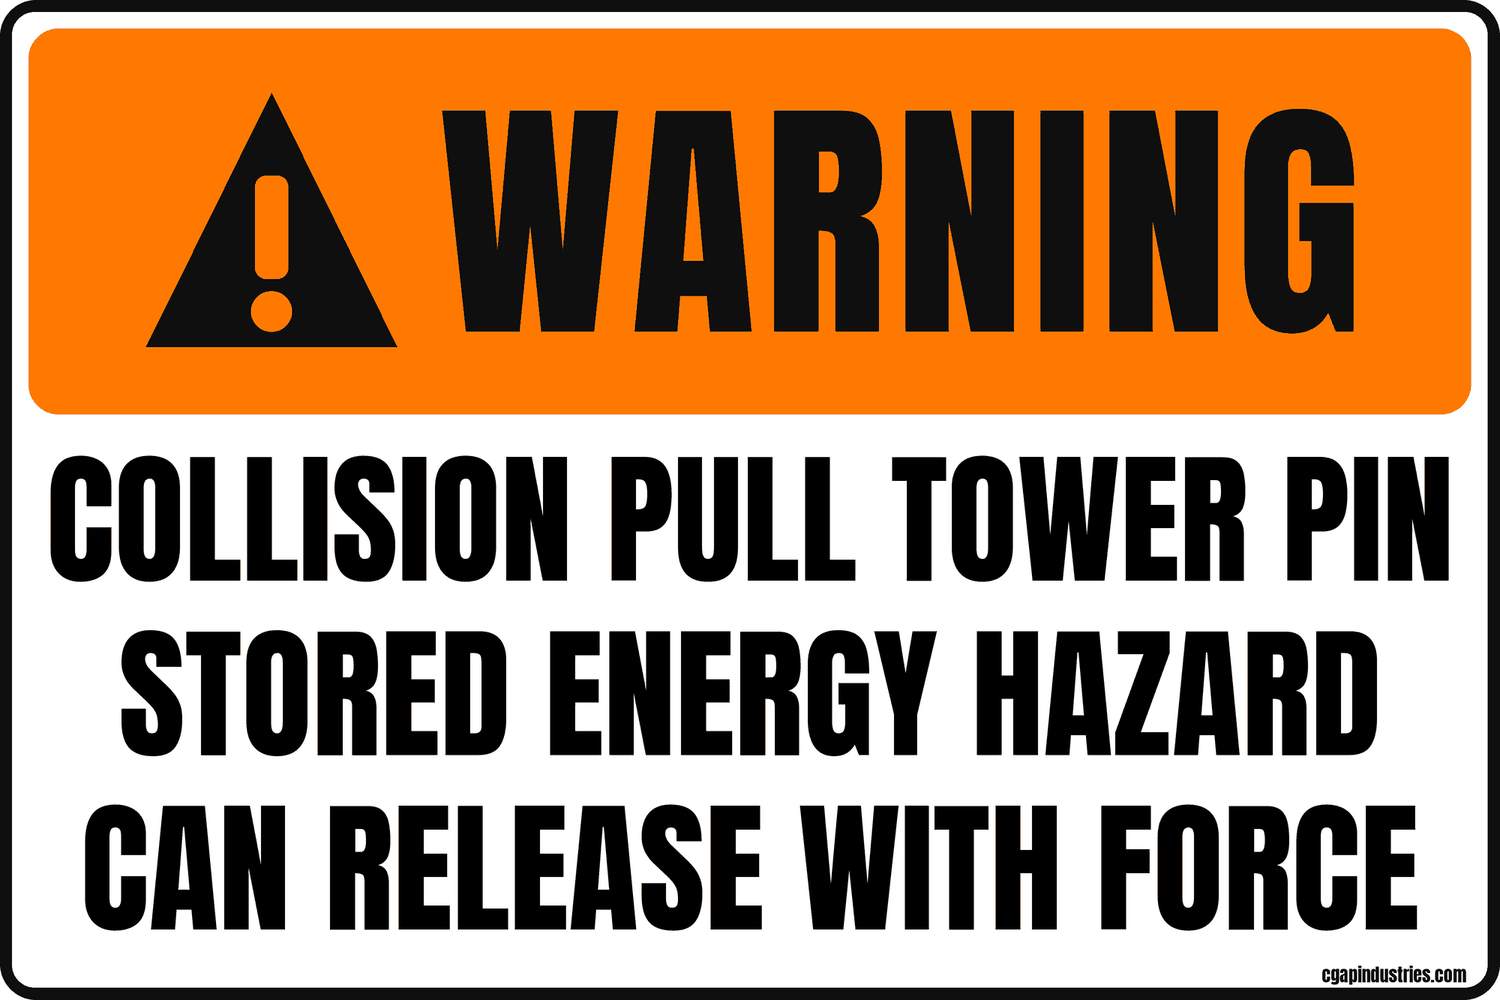 WARNING
COLLISION PULL TOWER PIN
STORED ENERGY HAZARD
CAN RELEASE WITH FORCE
cgapindustries.com